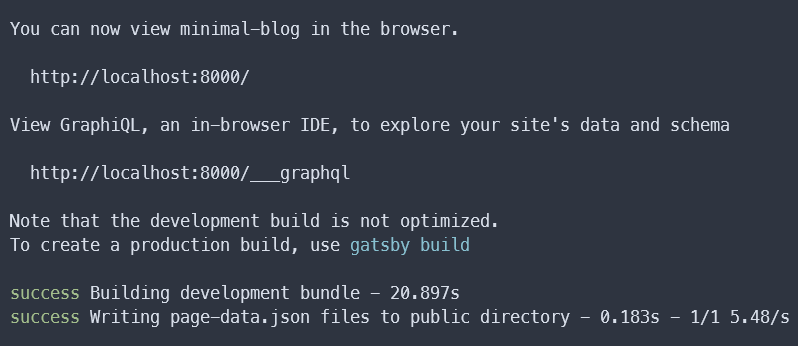 You can now view minimal-blog in the browser.
http://localhost:8000/
View GraphiQL, an in-browser IDE, to explore your site's data and schema
http://localhost:8000/___graphql
Note that the development build is not optimized.
To create a production build, use gatsby build
success Building development bundle - 20.897s
success Writing page-data.json files to public directory - 0.183s - 1/1 5.48/s